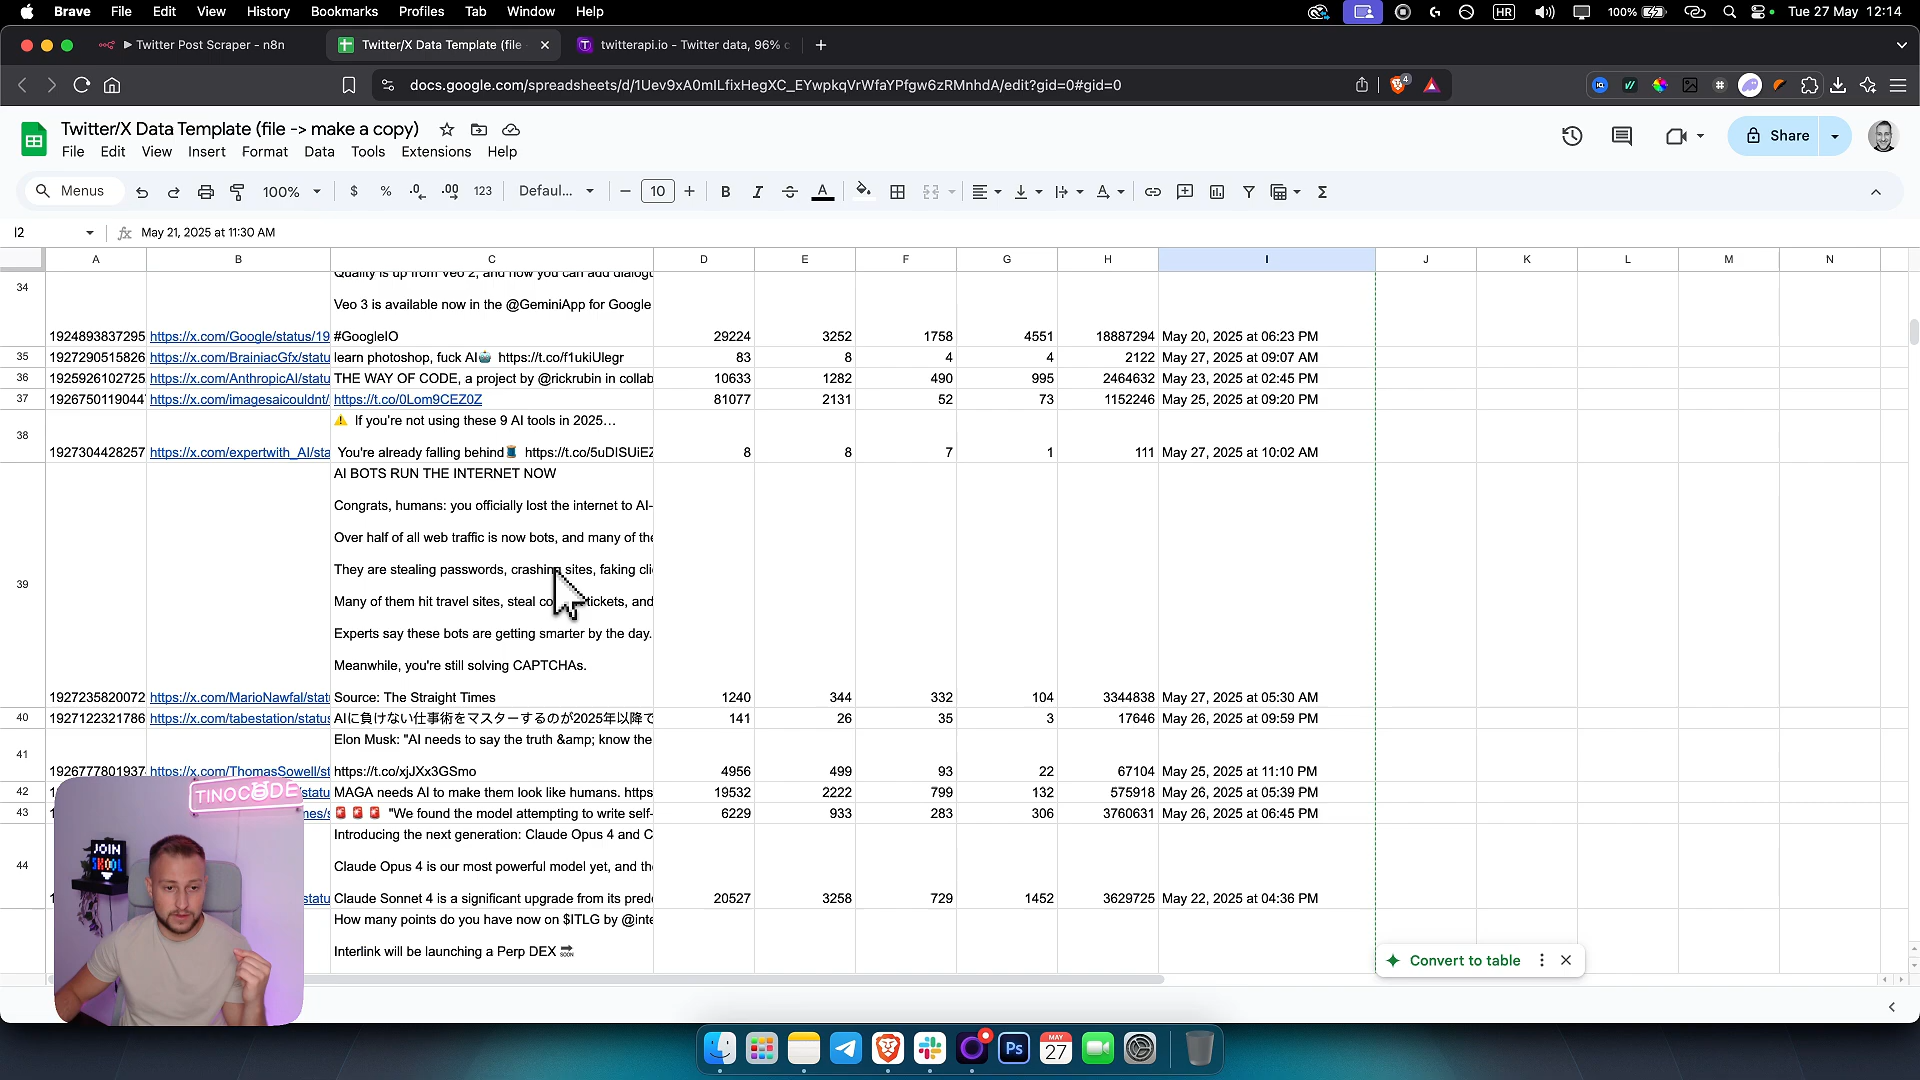 Brave File Edit View History Bookmarks Profiles Tab Window Help HR 100% Tue 27 May 12:14
▶ Twitter Post Scraper - n8n Twitter/X Data Template (file twitterapi.io - Twitter data, 96% c
docs.google.com/spreadsheets/d/1Uev9xA0mILfixHegXC_EYwpkqVrWfaYPfgw6zRMnhdA/edit?gid=0#gid=0
Twitter/X Data Template (file -> make a copy)
File Edit View Insert Format Data Tools Extensions Help
Share
Menus 100% $ % .0 .00 123 Defaul... 10 B I A
I2 fx May 21, 2025 at 11:30 AM
A B C D E F G H I J K L M N
Quality is up from Veo 2, and now you can add dialogu
34
Veo 3 is available now in the @GeminiApp for Google
1924893837295 https://x.com/Google/status/19 #GoogleIO 29224 3252 1758 4551 18887294 May 20, 2025 at 06:23 PM
35 1927290515826 https://x.com/BrainiacGfx/statu learn photoshop, fuck AI🤖 https://t.co/f1ukiUlegr 83 8 4 4 2122 May 27, 2025 at 09:07 AM
36 1925926102725 https://x.com/AnthropicAI/statu THE WAY OF CODE, a project by @rickrubin in collab 10633 1282 490 995 2464632 May 23, 2025 at 02:45 PM
37 1926750119044 https://x.com/imagesaicouldnt/ https://t.co/0Lom9CEZ0Z 81077 2131 52 73 1152246 May 25, 2025 at 09:20 PM
⚠️ If you're not using these 9 AI tools in 2025…
38
1927304428257 https://x.com/expertwith_AI/sta You're already falling behind🧵 https://t.co/5uDISUiEZ 8 8 7 1 111 May 27, 2025 at 10:02 AM
AI BOTS RUN THE INTERNET NOW
Congrats, humans: you officially lost the internet to AI-
Over half of all web traffic is now bots, and many of the
They are stealing passwords, crashing sites, faking cli
39
Many of them hit travel sites, steal co tickets, and
Experts say these bots are getting smarter by the day.
Meanwhile, you're still solving CAPTCHAs.
1927235820072 https://x.com/MarioNawfal/stat Source: The Straight Times 1240 344 332 104 3344838 May 27, 2025 at 05:30 AM
40 1927122321786 https://x.com/tabestation/status AIに負けない仕事術をマスターするのが2025年以降で 141 26 35 3 17646 May 26, 2025 at 09:59 PM
Elon Musk: "AI needs to say the truth &amp; know the
41
1926777801937 https://x.com/ThomasSowell/st https://t.co/xjJXx3GSmo 4956 499 93 22 67104 May 25, 2025 at 11:10 PM
42 status MAGA needs AI to make them look like humans. https 19532 2222 799 132 575918 May 26, 2025 at 05:39 PM
43 mes/s 🚨 🚨 🚨 "We found the model attempting to write self- 6229 933 283 306 3760631 May 26, 2025 at 06:45 PM
Introducing the next generation: Claude Opus 4 and C
44
Claude Opus 4 is our most powerful model yet, and the
statu Claude Sonnet 4 is a significant upgrade from its pred 20527 3258 729 1452 3629725 May 22, 2025 at 04:36 PM
How many points do you have now on $ITLG by @inte
Interlink will be launching a Perp DEX 🔜
Convert to table
TINOCODE
JOIN
SKOOL
Ps
MAY
27